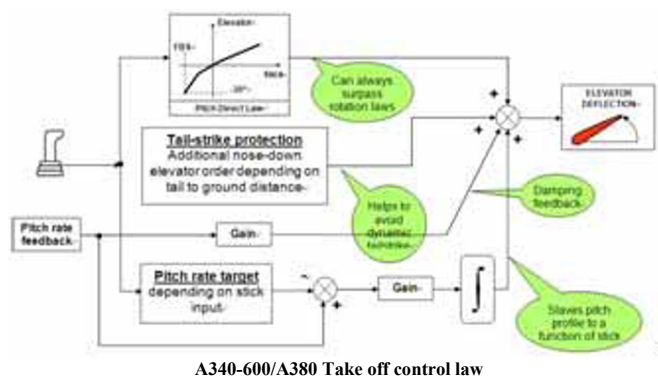 Elevator
Stick
-16°
Pitch Direct Law
Can always
surpass
rotation laws
ELEVATOR
DEFLECTION
Tail-strike protection
Additional nose-down
elevator order depending on
tail to ground distance
Helps to
avoid
dynamic
tailstrike
Damping
feedback
Pitch rate
feedback
Gain
Pitch rate target
depending on stick
input
Gain
Slaves pitch
profile to a
function of stick
A340-600/A380 Take off control law